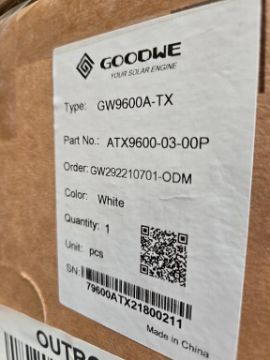 GOODWE
YOUR SOLAR ENGINE
Type: GW9600A-TX
Part No.: ATX9600-03-00P
Order: GW292210701-ODM
Color: White
Quantity: 1
Unit: pcs
SN:
79600ATX21800211
Made in China